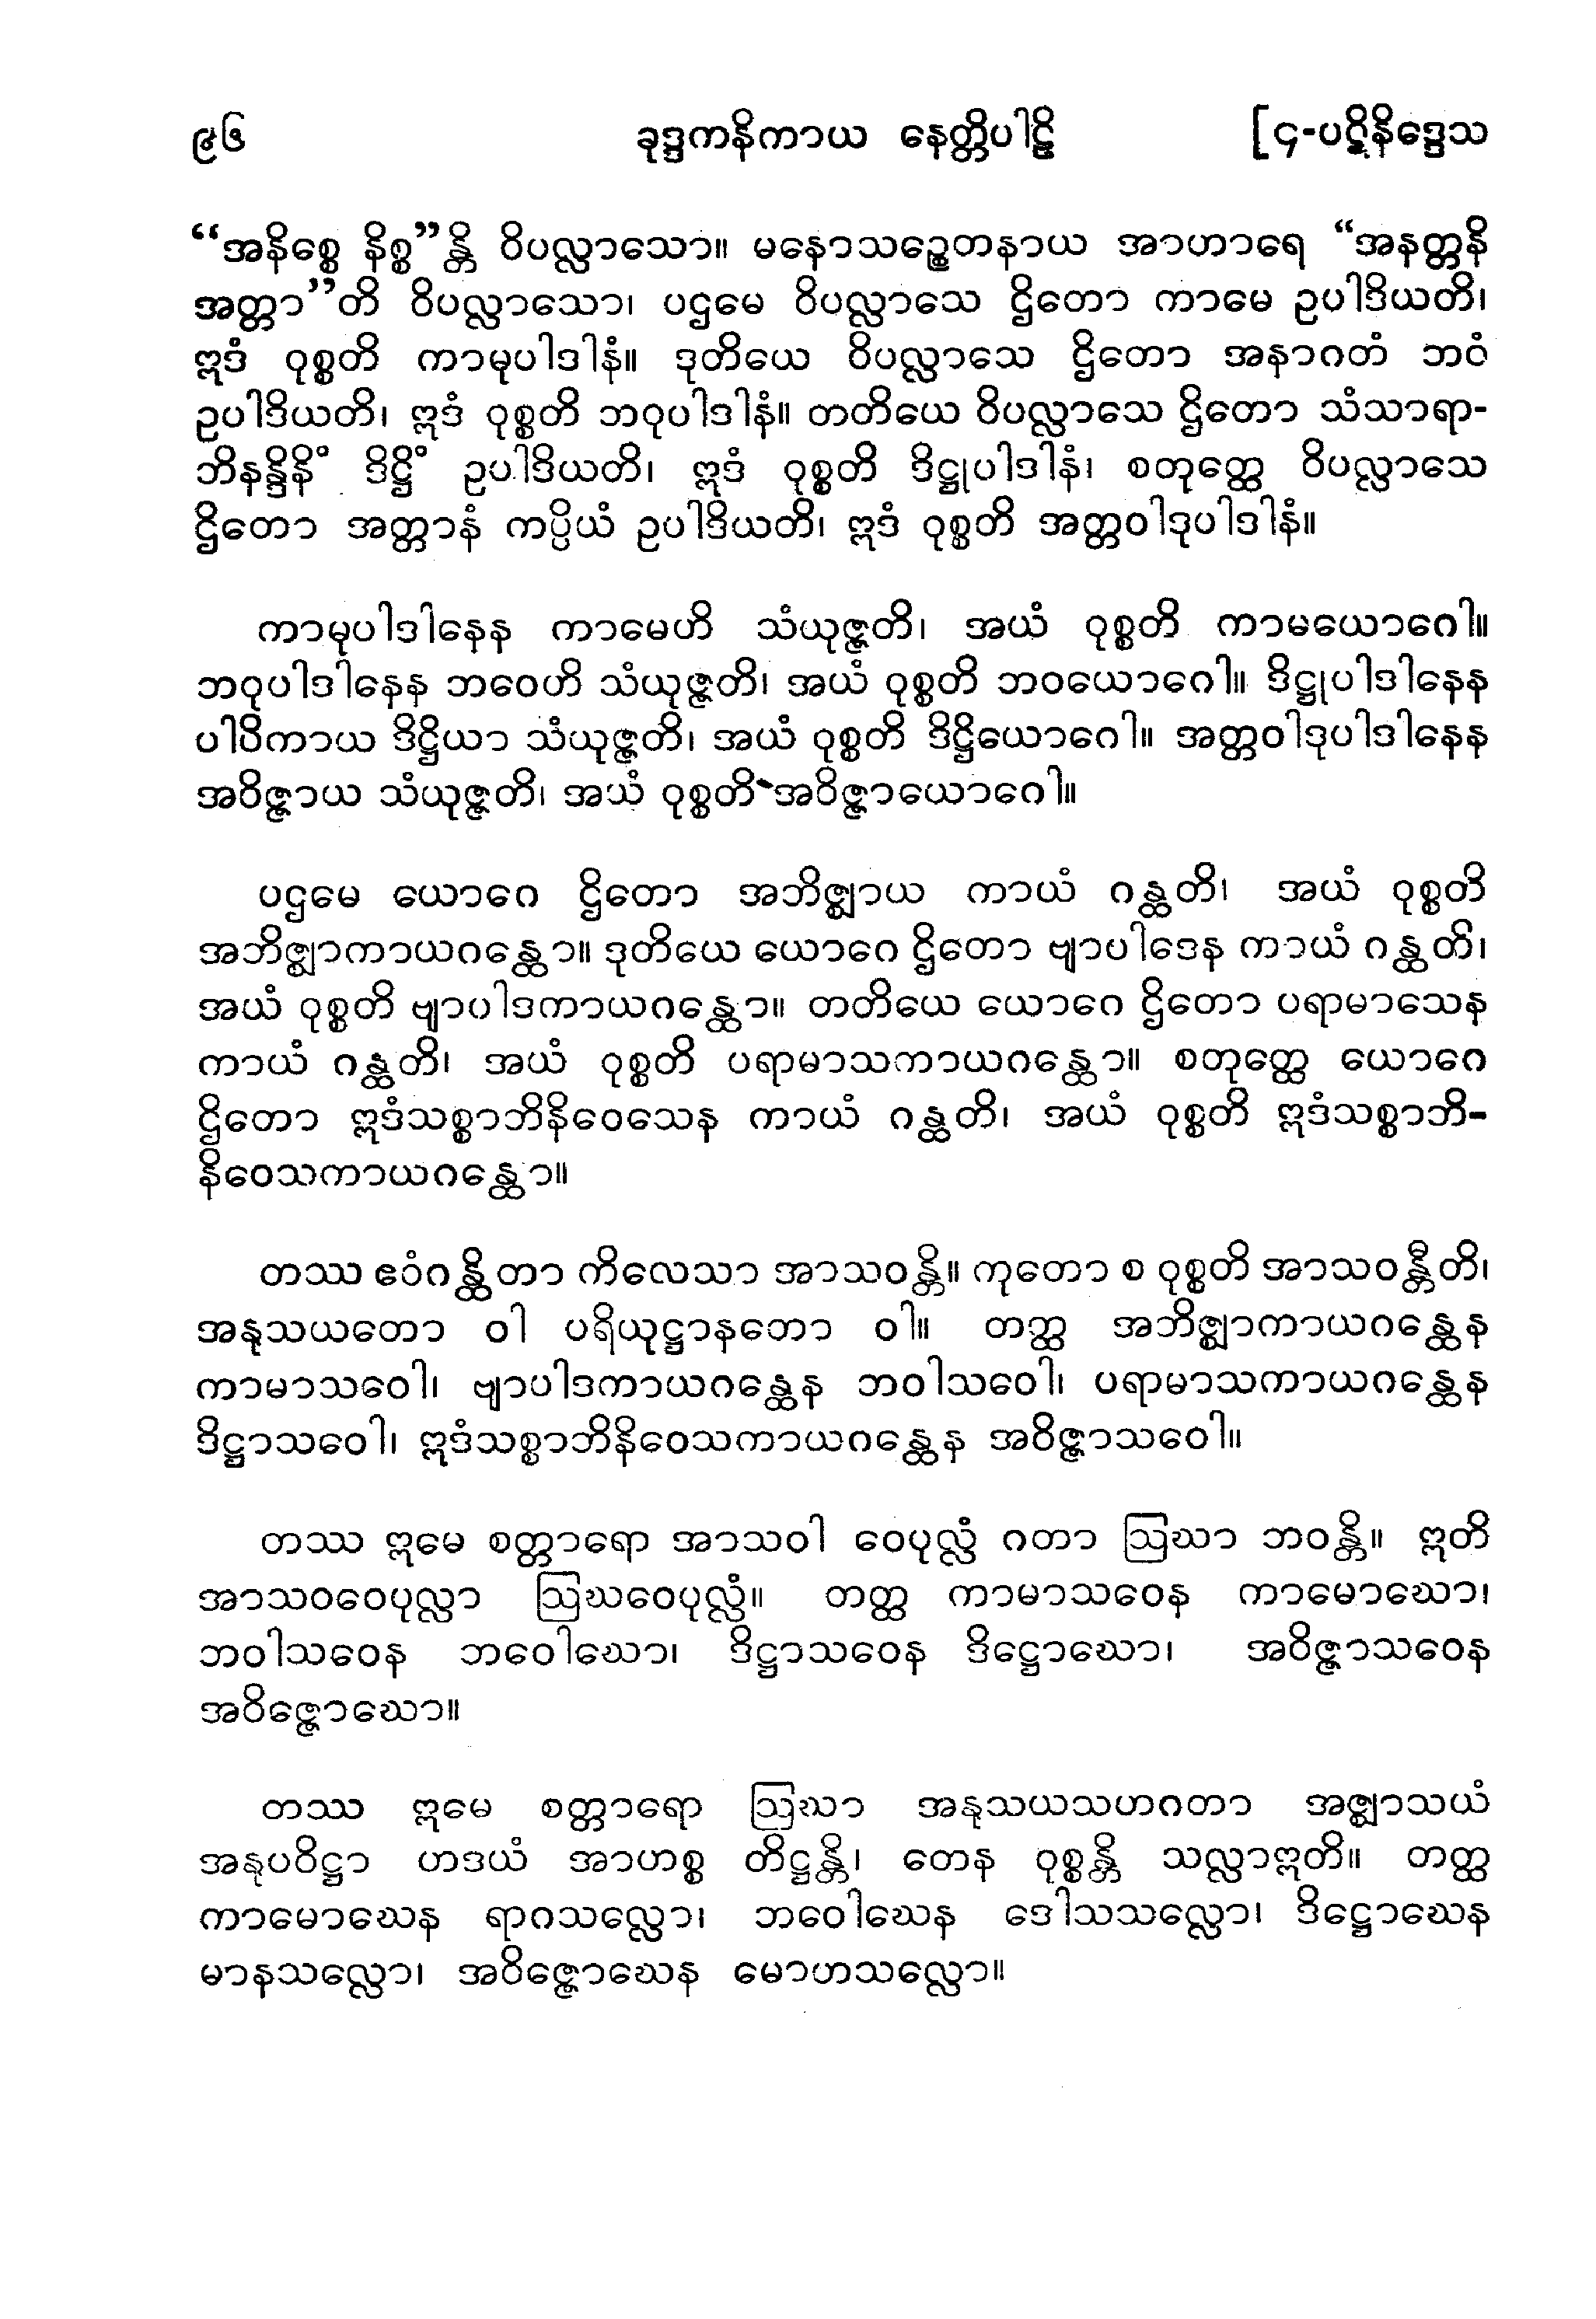 ၉၆ ခုဒ္ဒကနိကာယ နေတ္တိပါဠိ [၄-ပဋိနိဒ္ဒေသ
“အနိစ္စေ နိစ္စ”န္တိ ဝိပလ္လာသော။ မနောသဉ္စေတနာယ အာဟာရေ “အနတ္တနိ
အတ္တာ”တိ ဝိပလ္လာသော၊ ပဌမေ ဝိပလ္လာသေ ဌိတော ကာမေ ဥပါဒိယတိ၊
ဣဒံ ဝုစ္စတိ ကာမုပါဒါနံ။ ဒုတိယေ ဝိပလ္လာသေ ဌိတော အနာဂတံ ဘဝံ
ဥပါဒိယတိ၊ ဣဒံ ဝုစ္စတိ ဘဝုပါဒါနံ။ တတိယေ ဝိပလ္လာသေ ဌိတော သံသာရာ-
ဘိနန္ဒိနိံ ဒိဋ္ဌိံ ဥပါဒိယတိ၊ ဣဒံ ဝုစ္စတိ ဒိဋ္ဌုပါဒါနံ၊ စတုတ္ထေ ဝိပလ္လာသေ
ဌိတော အတ္တာနံ ကပ္ပိယံ ဥပါဒိယတိ၊ ဣဒံ ဝုစ္စတိ အတ္တဝါဒုပါဒါနံ။
ကာမုပါဒါနေန ကာမေဟိ သံယုဇ္ဇတိ၊ အယံ ဝုစ္စတိ ကာမယောဂေါ။
ဘဝုပါဒါနေန ဘဝေဟိ သံယုဇ္ဇတိ၊ အယံ ဝုစ္စတိ ဘဝယောဂေါ။ ဒိဋ္ဌုပါဒါနေန
ပါပိကာယ ဒိဋ္ဌိယာ သံယုဇ္ဇတိ၊ အယံ ဝုစ္စတိ ဒိဋ္ဌိယောဂေါ။ အတ္တဝါဒုပါဒါနေန
အဝိဇ္ဇာယ သံယုဇ္ဇတိ၊ အယံ ဝုစ္စတိ အဝိဇ္ဇာယောဂေါ။
ပဌမေ ယောဂေ ဌိတော အဘိဇ္ဈာယ ကာယံ ဂန္ထတိ၊ အယံ ဝုစ္စတိ
အဘိဇ္ဈာကာယဂန္ထော။ ဒုတိယေ ယောဂေ ဌိတော ဗျာပါဒေန ကာယံ ဂန္ထတိ၊
အယံ ဝုစ္စတိ ဗျာပါဒကာယဂန္ထော။ တတိယေ ယောဂေ ဌိတော ပရာမာသေန
ကာယံ ဂန္ထတိ၊ အယံ ဝုစ္စတိ ပရာမာသကာယဂန္ထော။ စတုတ္ထေ ယောဂေ
ဌိတော ဣဒံသစ္စာဘိနိဝေသေန ကာယံ ဂန္ထတိ၊ အယံ ဝုစ္စတိ ဣဒံသစ္စာဘိ-
နိဝေသကာယဂန္ထော။
တဿ ဧဝံဂန္ထိတာ ကိလေသာ အာသဝန္တိ။ ကုတော စ ဝုစ္စတိ အာသဝန္တီတိ၊
အနုသယတော ဝါ ပရိယုဋ္ဌာနတော ဝါ။ တတ္ထ အဘိဇ္ဈာကာယဂန္ထေန
ကာမာသဝေါ၊ ဗျာပါဒကာယဂန္ထေန ဘဝါသဝေါ၊ ပရာမာသကာယဂန္ထေန
ဒိဋ္ဌာသဝေါ၊ ဣဒံသစ္စာဘိနိဝေသကာယဂန္ထေန အဝိဇ္ဇာသဝေါ။
တဿ ဣမေ စတ္တာရော အာသဝါ ဝေပုလ္လံ ဂတာ ဩဃာ ဘဝန္တိ။ ဣတိ
အာသဝဝေပုလ္လာ ဩဃဝေပုလ္လံ။ တတ္ထ ကာမာသဝေန ကာမောဃော၊
ဘဝါသဝေန ဘဝေါဃော၊ ဒိဋ္ဌာသဝေန ဒိဋ္ဌောဃော၊ အဝိဇ္ဇာသဝေန
အဝိဇ္ဇောဃော။
တဿ ဣမေ စတ္တာရော ဩဃာ အနုသယသဟဂတာ အဇ္ဈာသယံ
အနုပဝိဋ္ဌာ ဟဒယံ အာဟစ္စ တိဋ္ဌန္တိ၊ တေန ဝုစ္စန္တိ သလ္လာဣတိ။ တတ္ထ
ကာမောဃေန ရာဂသလ္လော၊ ဘဝေါဃေန ဒေါသသလ္လော၊ ဒိဋ္ဌောဃေန
မာနသလ္လော၊ အဝိဇ္ဇောဃေန မောဟသလ္လော။